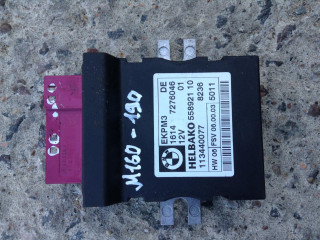 EKPM3 DE
1614 7276046
12V 01
HELBAKO 558921 10
113440077 8236
HW 06 FSV 06.00.03 5011
M160-190